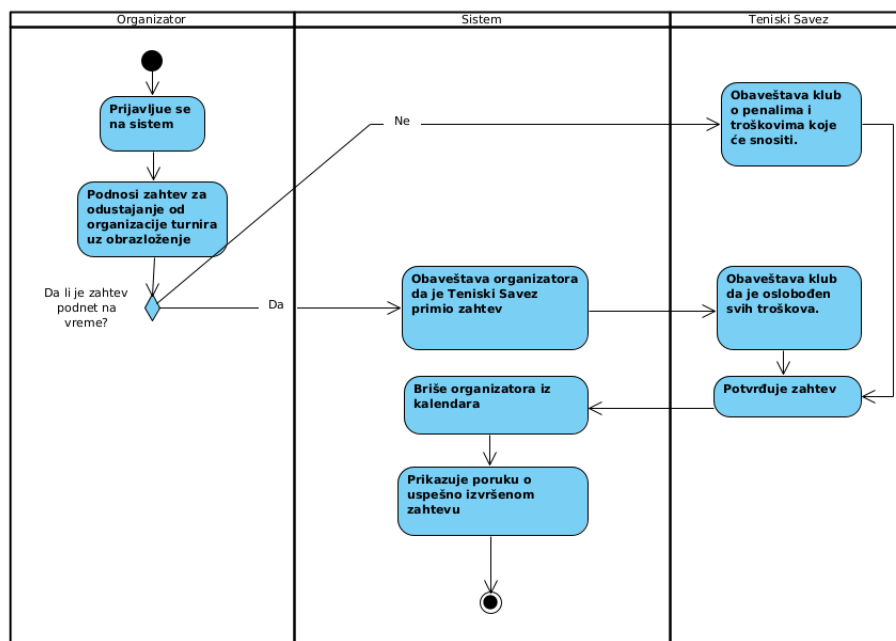 Organizator
Sistem
Teniski Savez
Prijavljue se
na sistem
Podnosi zahtev za
odustajanje od
organizacije turnira
uz obrazloženje
Da li je zahtev
podnet na
vreme?
Ne
Da
Obaveštava klub
o penalima i
troškovima koje
će snositi.
Obaveštava organizatora
da je Teniski Savez
primio zahtev
Obaveštava klub
da je oslobođen
svih troškova.
Potvrđuje zahtev
Briše organizatora iz
kalendara
Prikazuje poruku o
uspešno izvršenom
zahtevu